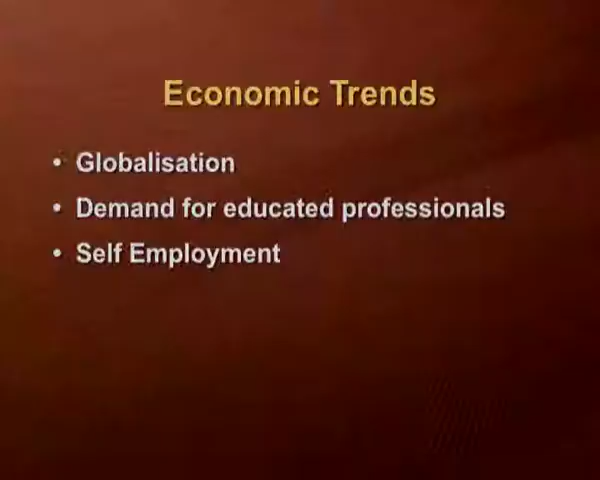 Economic Trends
• Globalisation
• Demand for educated professionals
• Self Employment